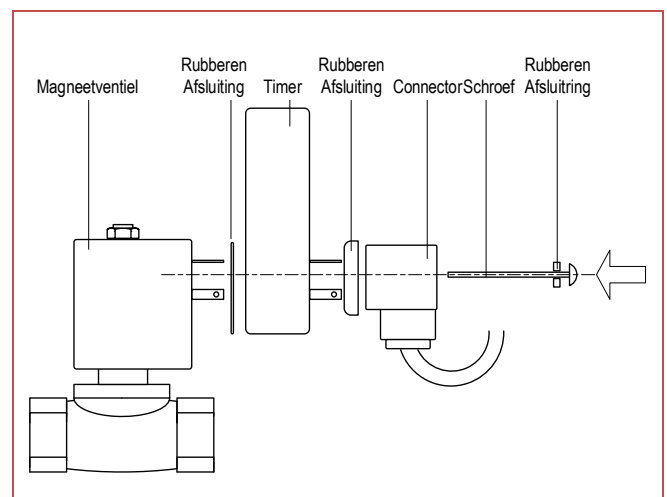 Rubberen Rubberen Rubberen
Magneetventiel Afsluiting Timer Afsluiting ConnectorSchroef Afsluitring